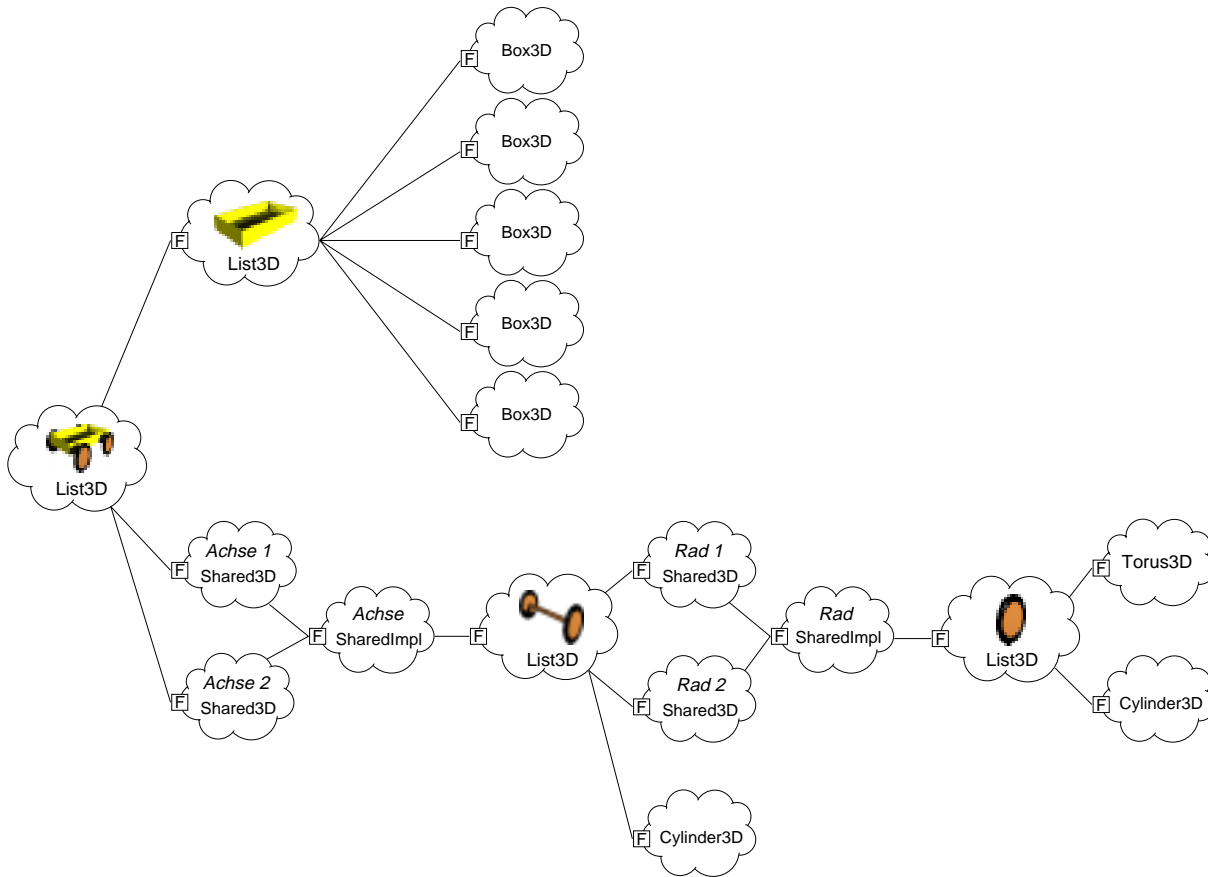 F
Box3D
F
Box3D
F
List3D
F
Box3D
F
Box3D
F
Box3D
List3D
F
Achse 1
Shared3D
F
Achse 2
Shared3D
F
Achse
SharedImpl
F
List3D
F
Rad 1
Shared3D
F
Rad 2
Shared3D
F
Cylinder3D
F
Rad
SharedImpl
F
List3D
F
Torus3D
F
Cylinder3D